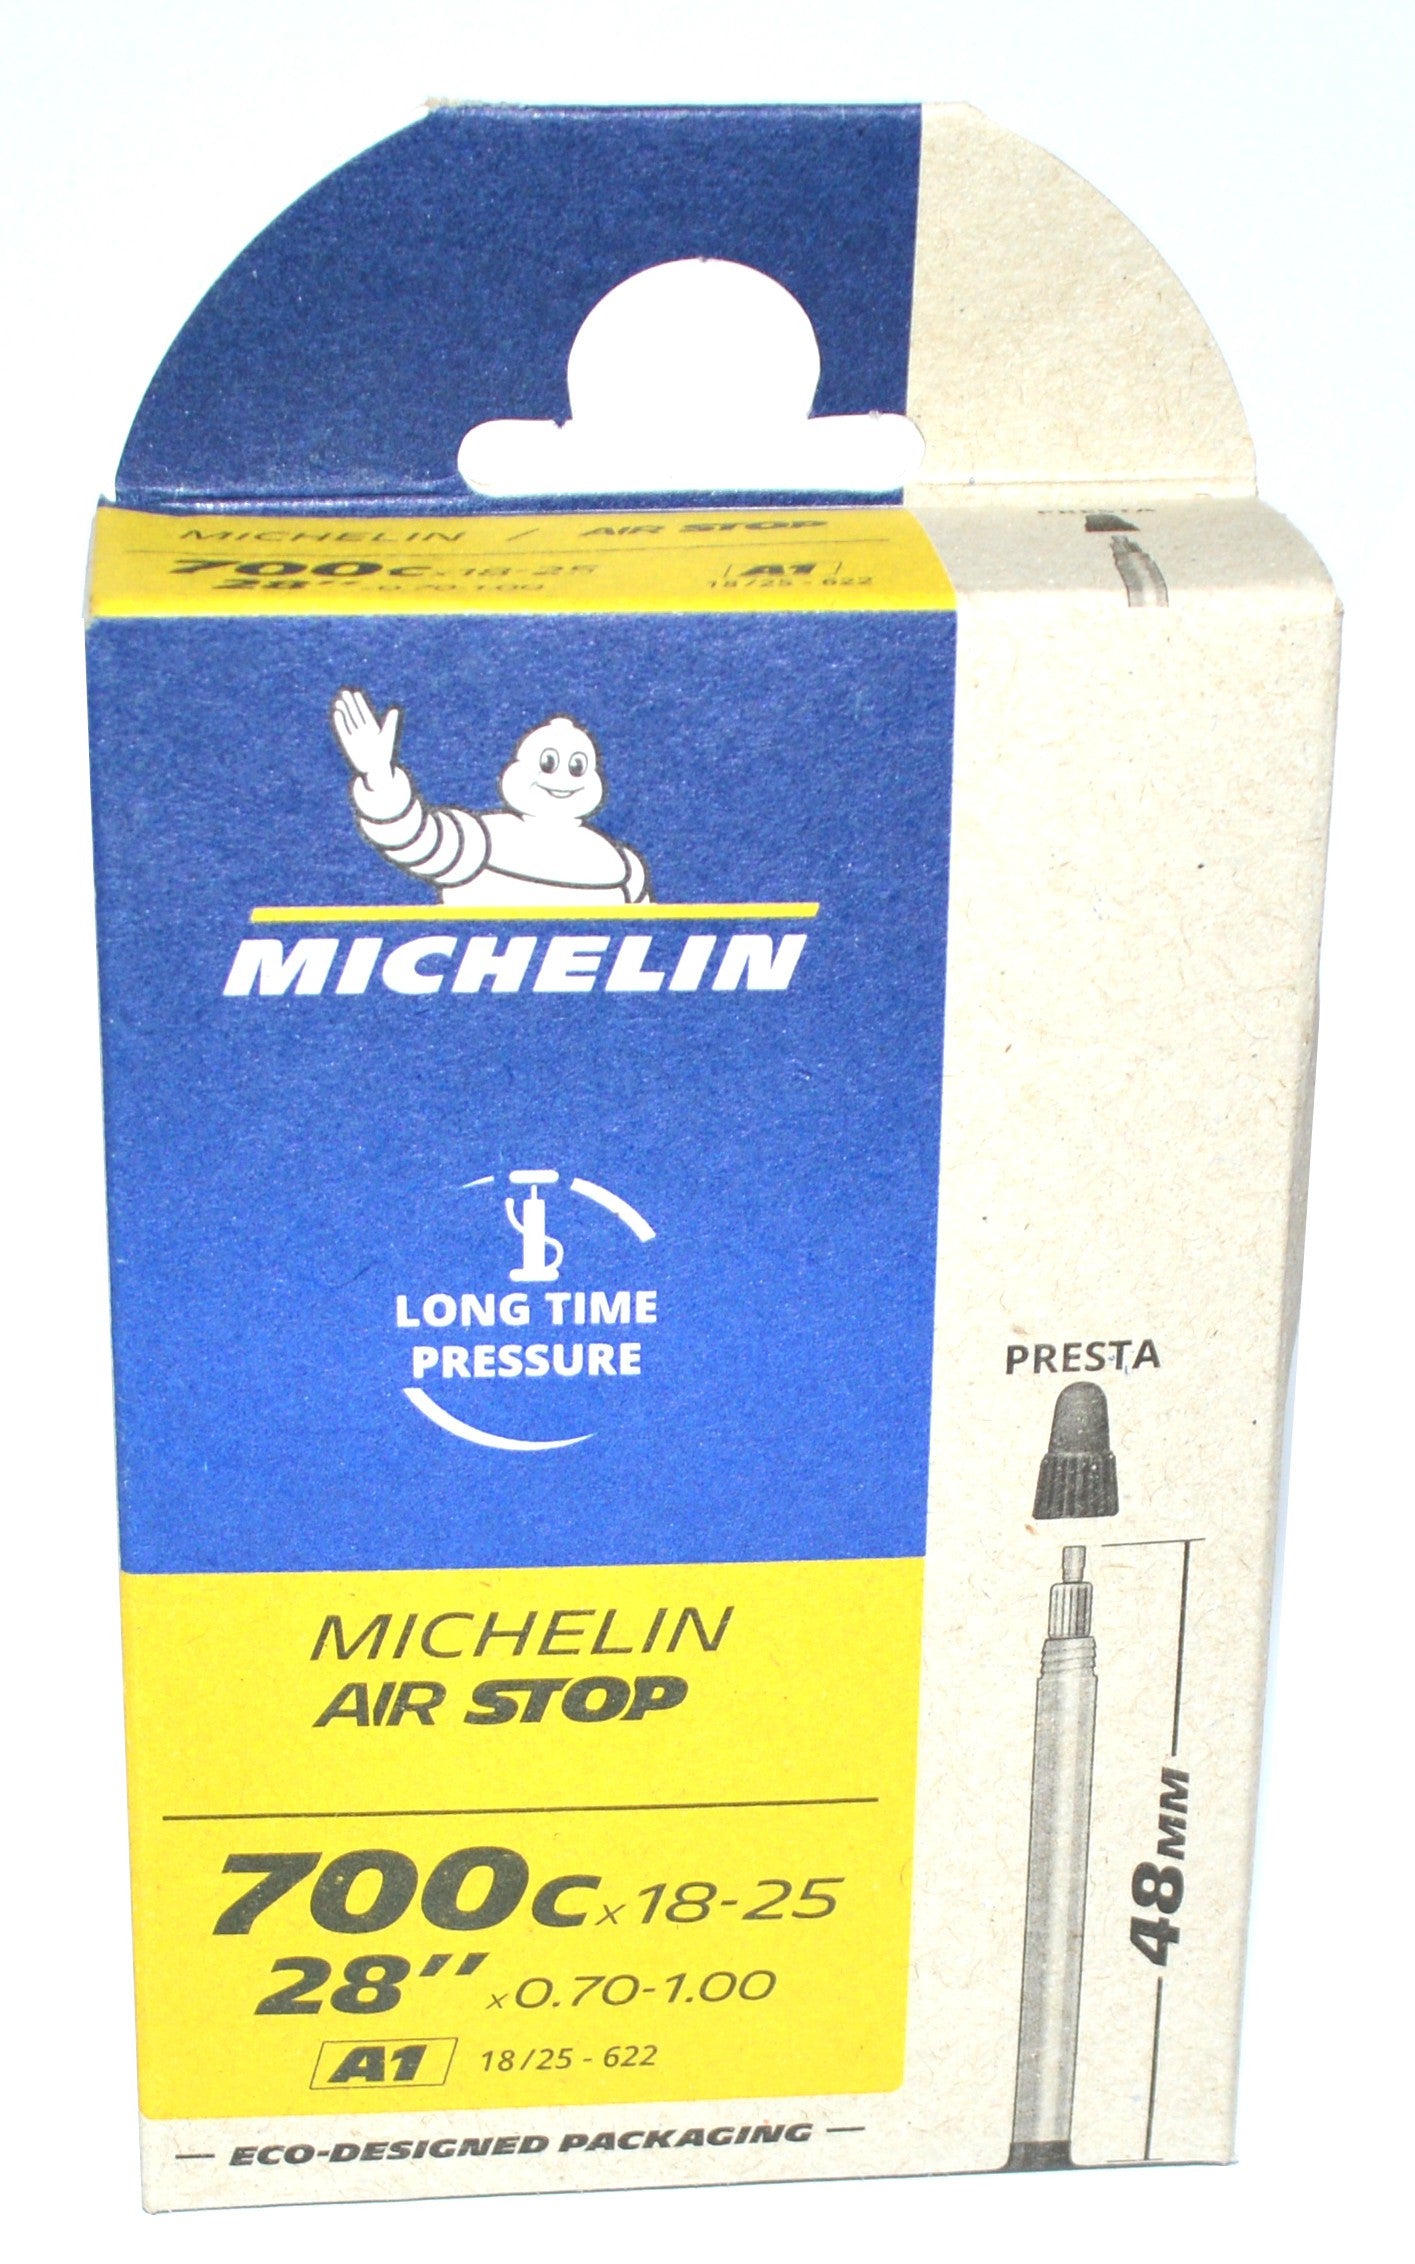 MICHELIN / AIR STOP
700C x 18-25
28" x 0.70-1.00
A1
18/25 - 622
PRESTA
MICHELIN
LONG TIME
PRESSURE
PRESTA
48MM
MICHELIN
AIR STOP
700C x 18-25
28" x 0.70-1.00
A1 18/25 - 622
— ECO-DESIGNED PACKAGING —